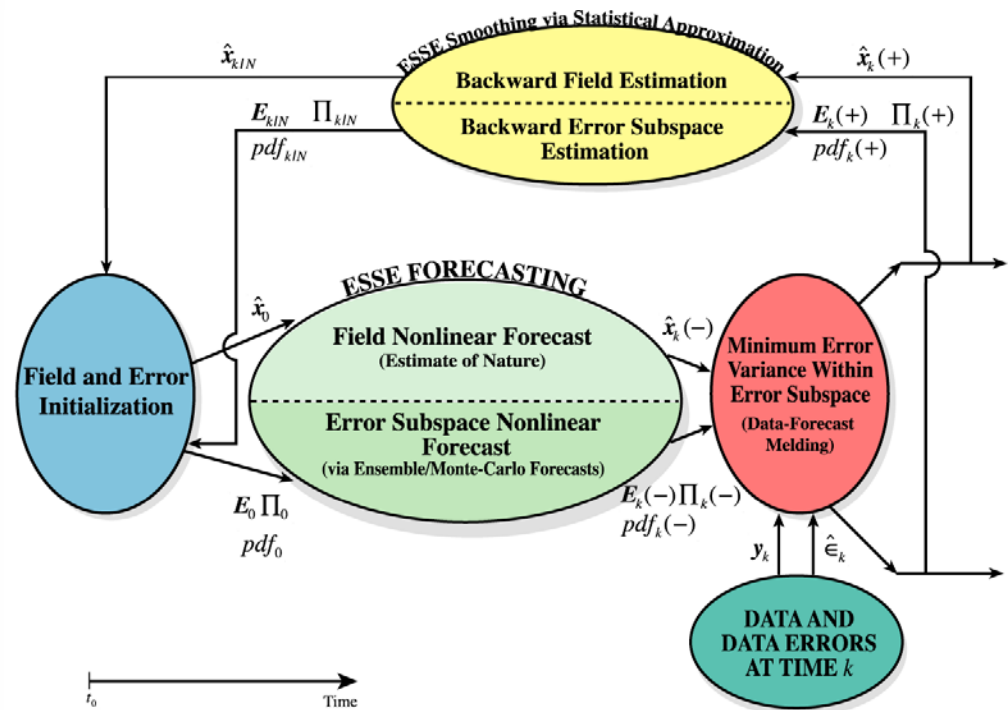 ESSE Smoothing via Statistical Approximation
x̂ₖ|N
x̂ₖ(+)
Backward Field Estimation
Eₖ|N ∏ₖ|N
pdfₖ|N
Backward Error Subspace
Estimation
Eₖ(+) ∏ₖ(+)
pdfₖ(+)
ESSE FORECASTING
x̂₀
Field Nonlinear Forecast
(Estimate of Nature)
x̂ₖ(−)
Minimum Error
Variance Within
Error Subspace
(Data-Forecast
Melding)
Field and Error
Initialization
Error Subspace Nonlinear
Forecast
(via Ensemble/Monte-Carlo Forecasts)
E₀ ∏₀
pdf₀
Eₖ(−) ∏ₖ(−)
pdfₖ(−)
yₖ
∈̂ₖ
DATA AND
DATA ERRORS
AT TIME k
t₀
Time